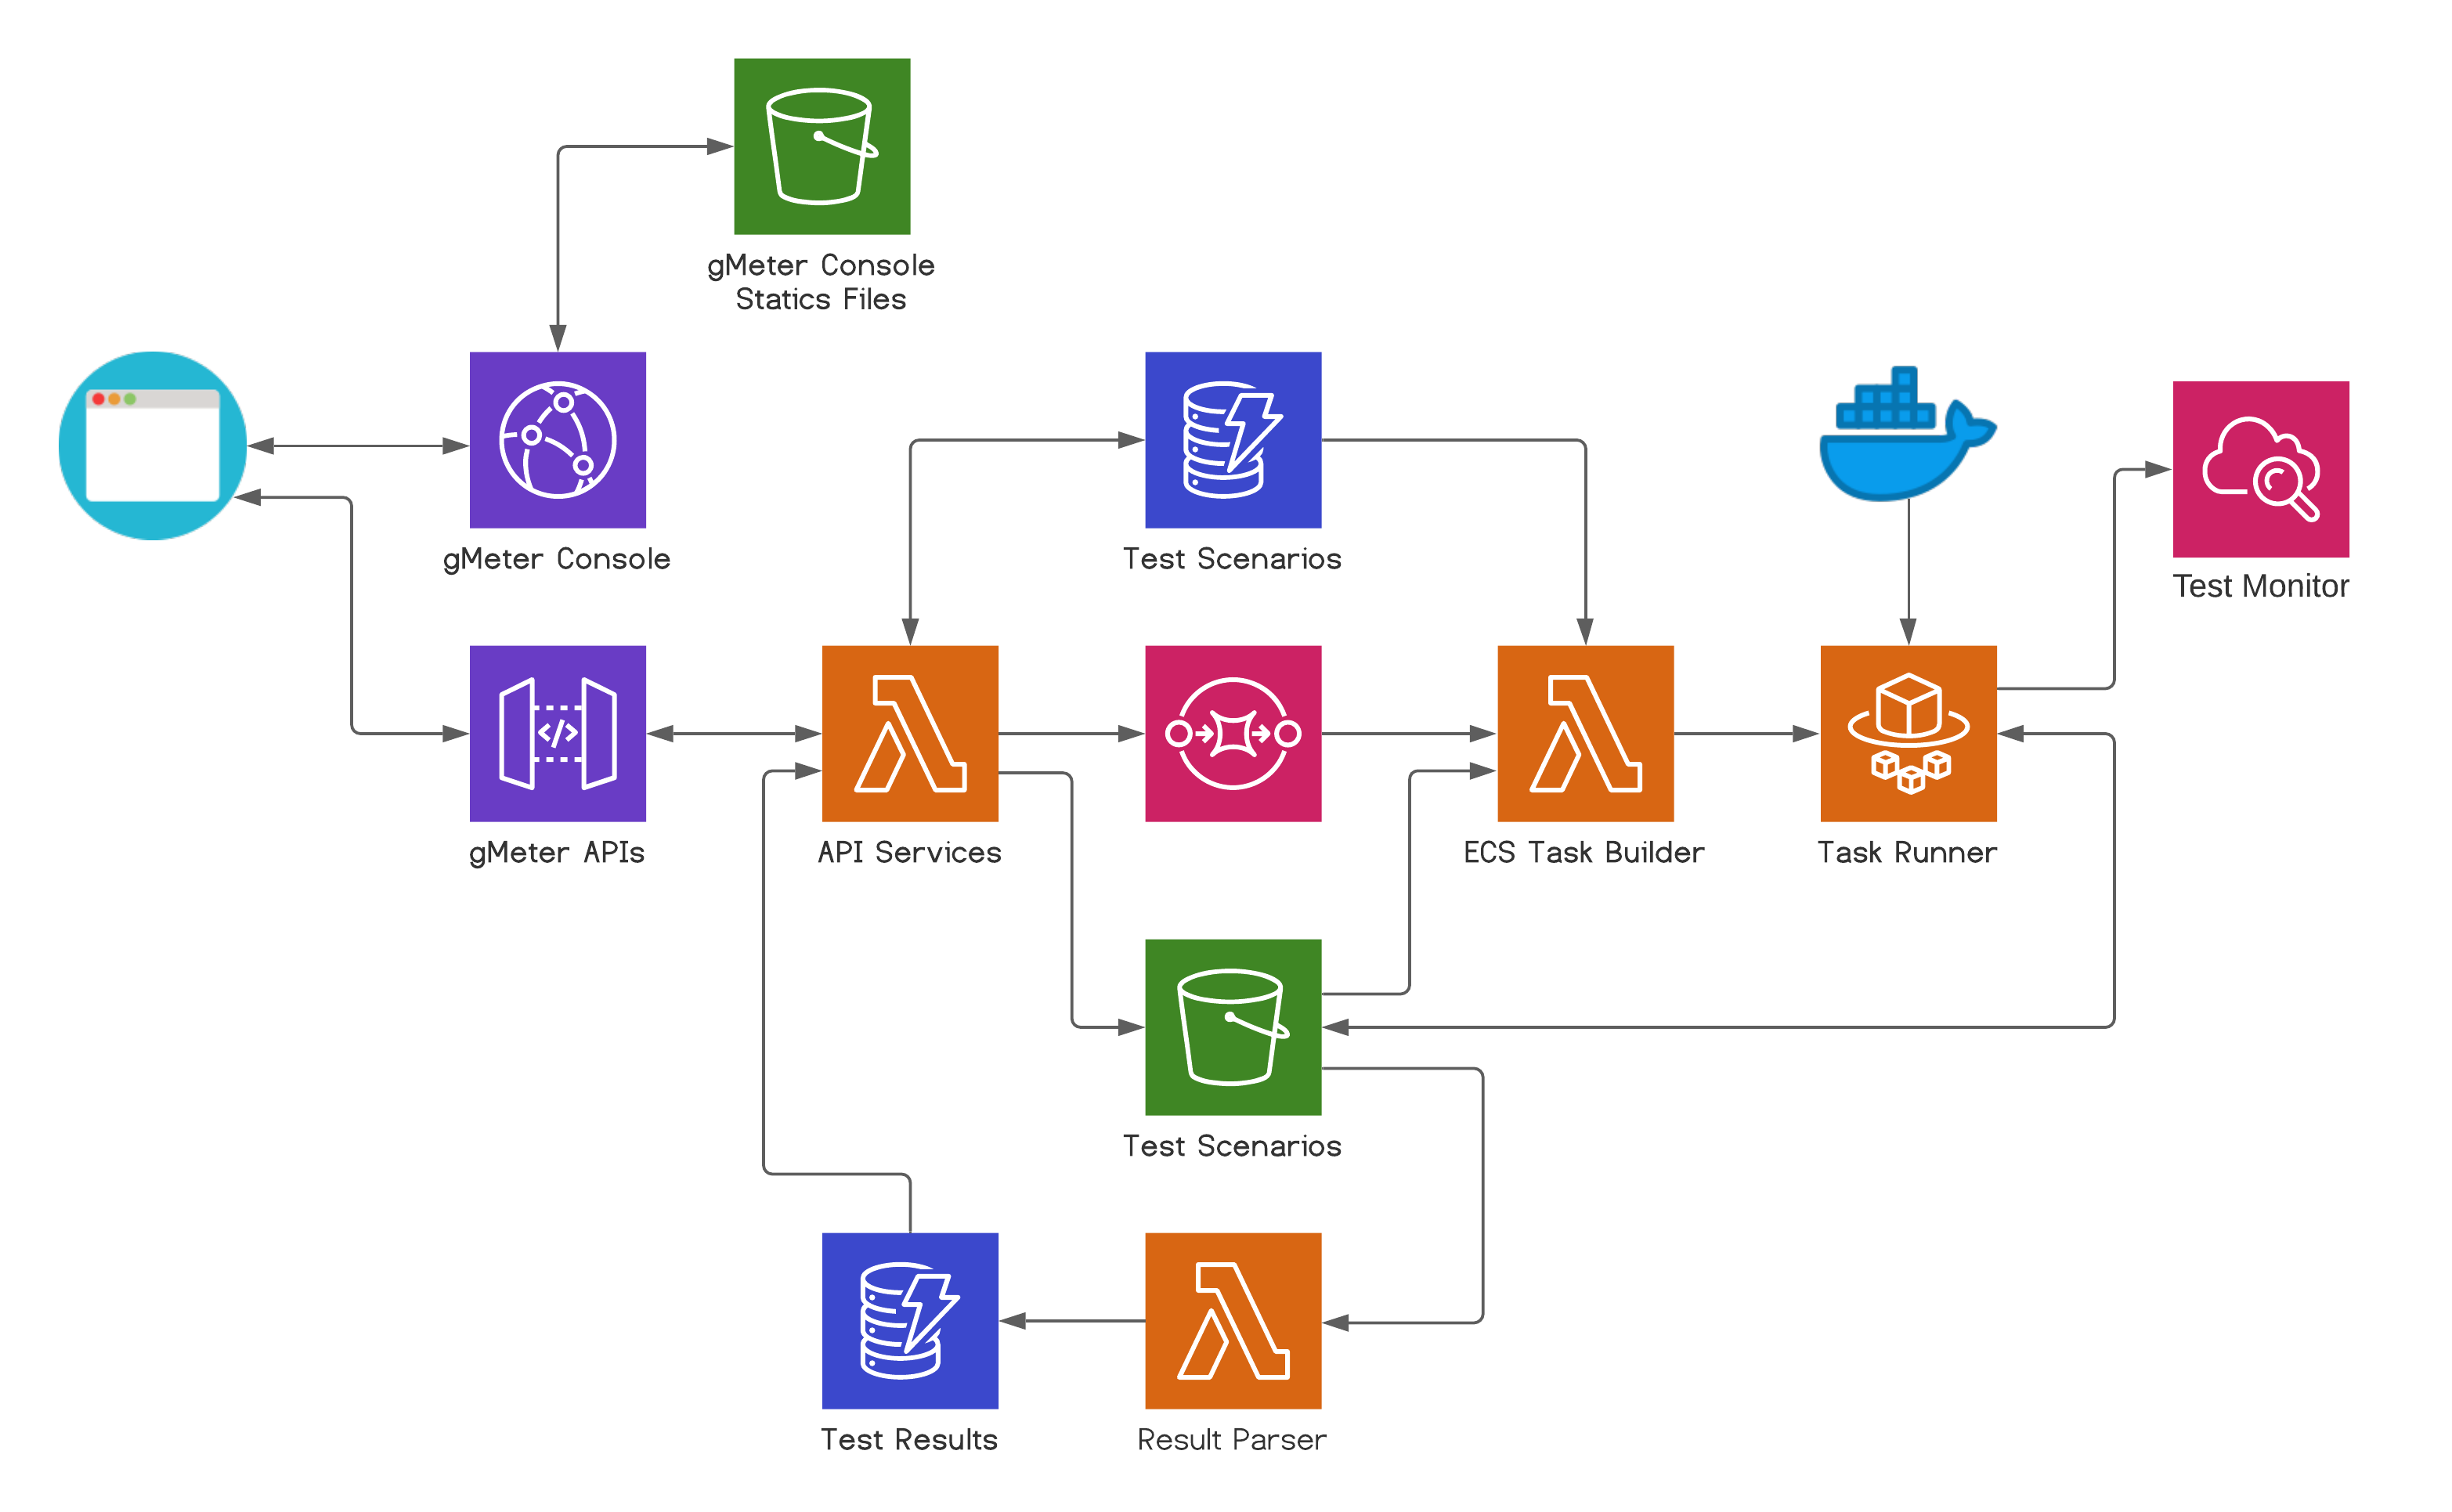 gMeter Console
Statics Files
gMeter Console
Test Scenarios
Test Monitor
gMeter APIs
API Services
ECS Task Builder
Task Runner
Test Scenarios
Test Results
Result Parser